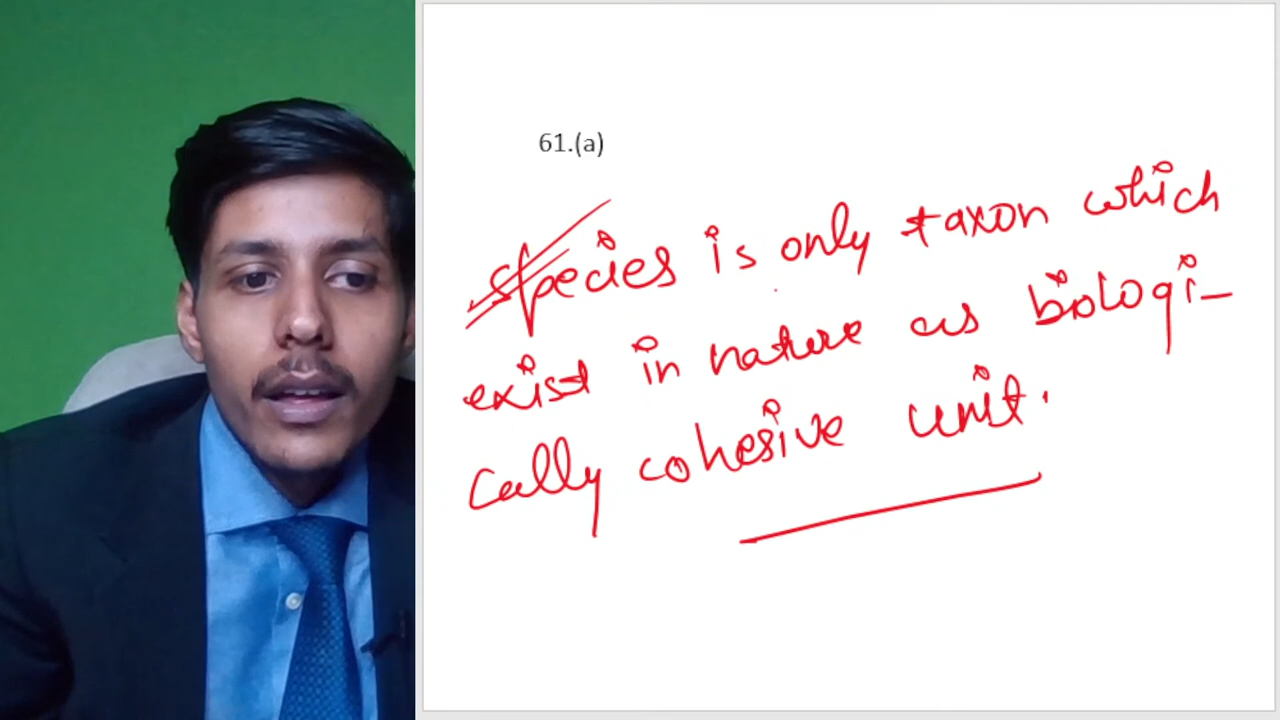 61.(a)
Species is only taxon which
exist in nature as biologi-
cally cohesive unit.